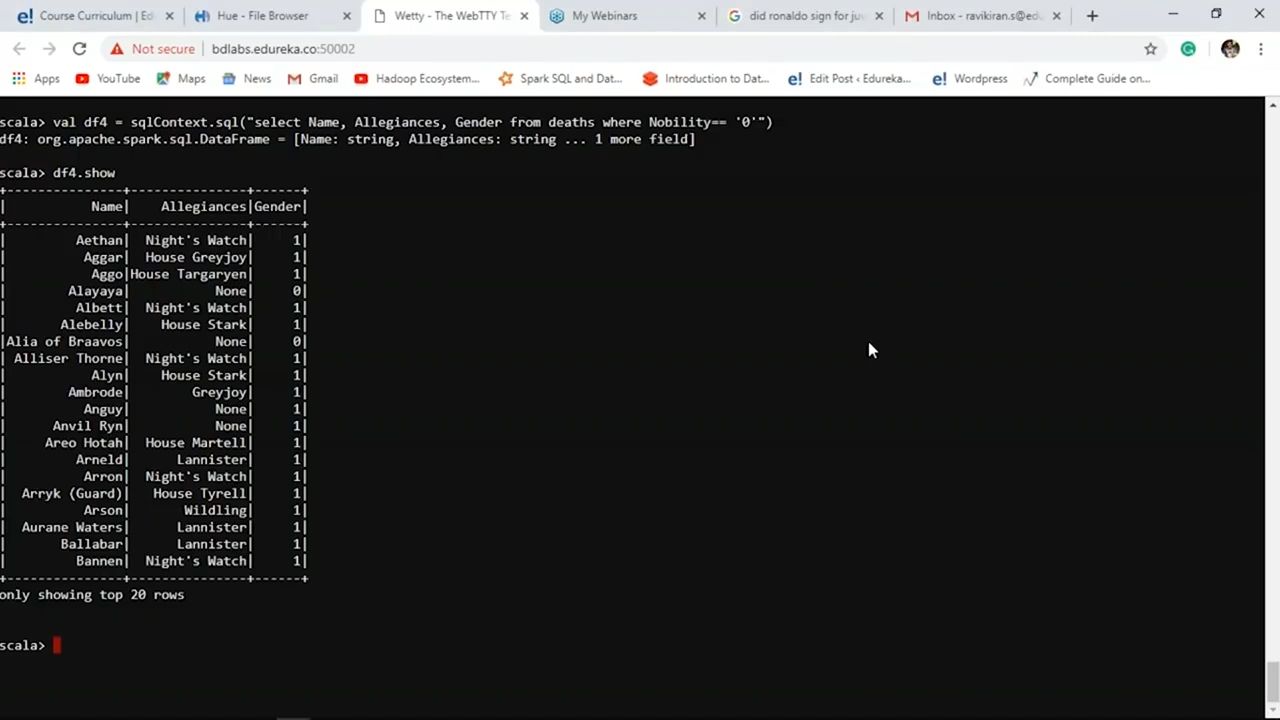 Course Curriculum | Ed
Hue - File Browser
Wetty - The WebTTY Te
My Webinars
did ronaldo sign for ju
Inbox - ravikiran.s@edu
Not secure
bdlabs.edureka.co:50002
Apps
YouTube
Maps
News
Gmail
Hadoop Ecosystem...
Spark SQL and Dat...
Introduction to Dat...
Edit Post ‹ Edureka...
Wordpress
Complete Guide on...
scala> val df4 = sqlContext.sql("select Name, Allegiances, Gender from deaths where Nobility== '0'")
df4: org.apache.spark.sql.DataFrame = [Name: string, Allegiances: string ... 1 more field]
scala> df4.show
+---------------+---------------+------+
| Name| Allegiances|Gender|
+---------------+---------------+------+
| Aethan| Night's Watch| 1|
| Aggar| House Greyjoy| 1|
| Aggo|House Targaryen| 1|
| Alayaya| None| 0|
| Albett| Night's Watch| 1|
| Alebelly| House Stark| 1|
|Alia of Braavos| None| 0|
| Alliser Thorne| Night's Watch| 1|
| Alyn| House Stark| 1|
| Ambrode| Greyjoy| 1|
| Anguy| None| 1|
| Anvil Ryn| None| 1|
| Areo Hotah| House Martell| 1|
| Arneld| Lannister| 1|
| Arron| Night's Watch| 1|
| Arryk (Guard)| House Tyrell| 1|
| Arson| Wildling| 1|
| Aurane Waters| Lannister| 1|
| Ballabar| Lannister| 1|
| Bannen| Night's Watch| 1|
+---------------+---------------+------+
only showing top 20 rows
scala>